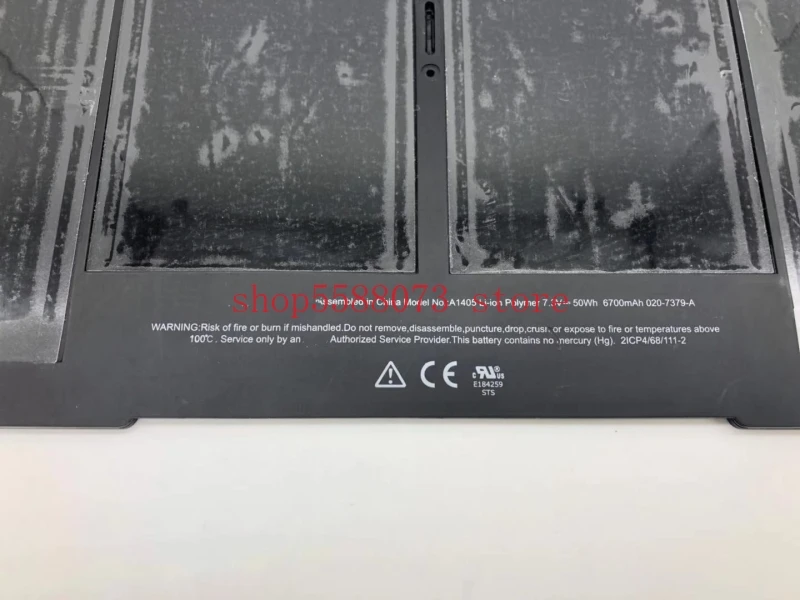 shop5588073 store
Assembled in China Model No.:A1405 Li-ion Polymer 50Wh 6700mAh 020-7379-A
WARNING:Risk of fire or burn if mishandled.Do not remove,disassemble,puncture,drop,crush, or expose to fire or temperatures above
100℃. Service only by an Authorized Service Provider.This battery contains no mercury (Hg). 2ICP4/68/111-2
CE c RU us
E184259
STS